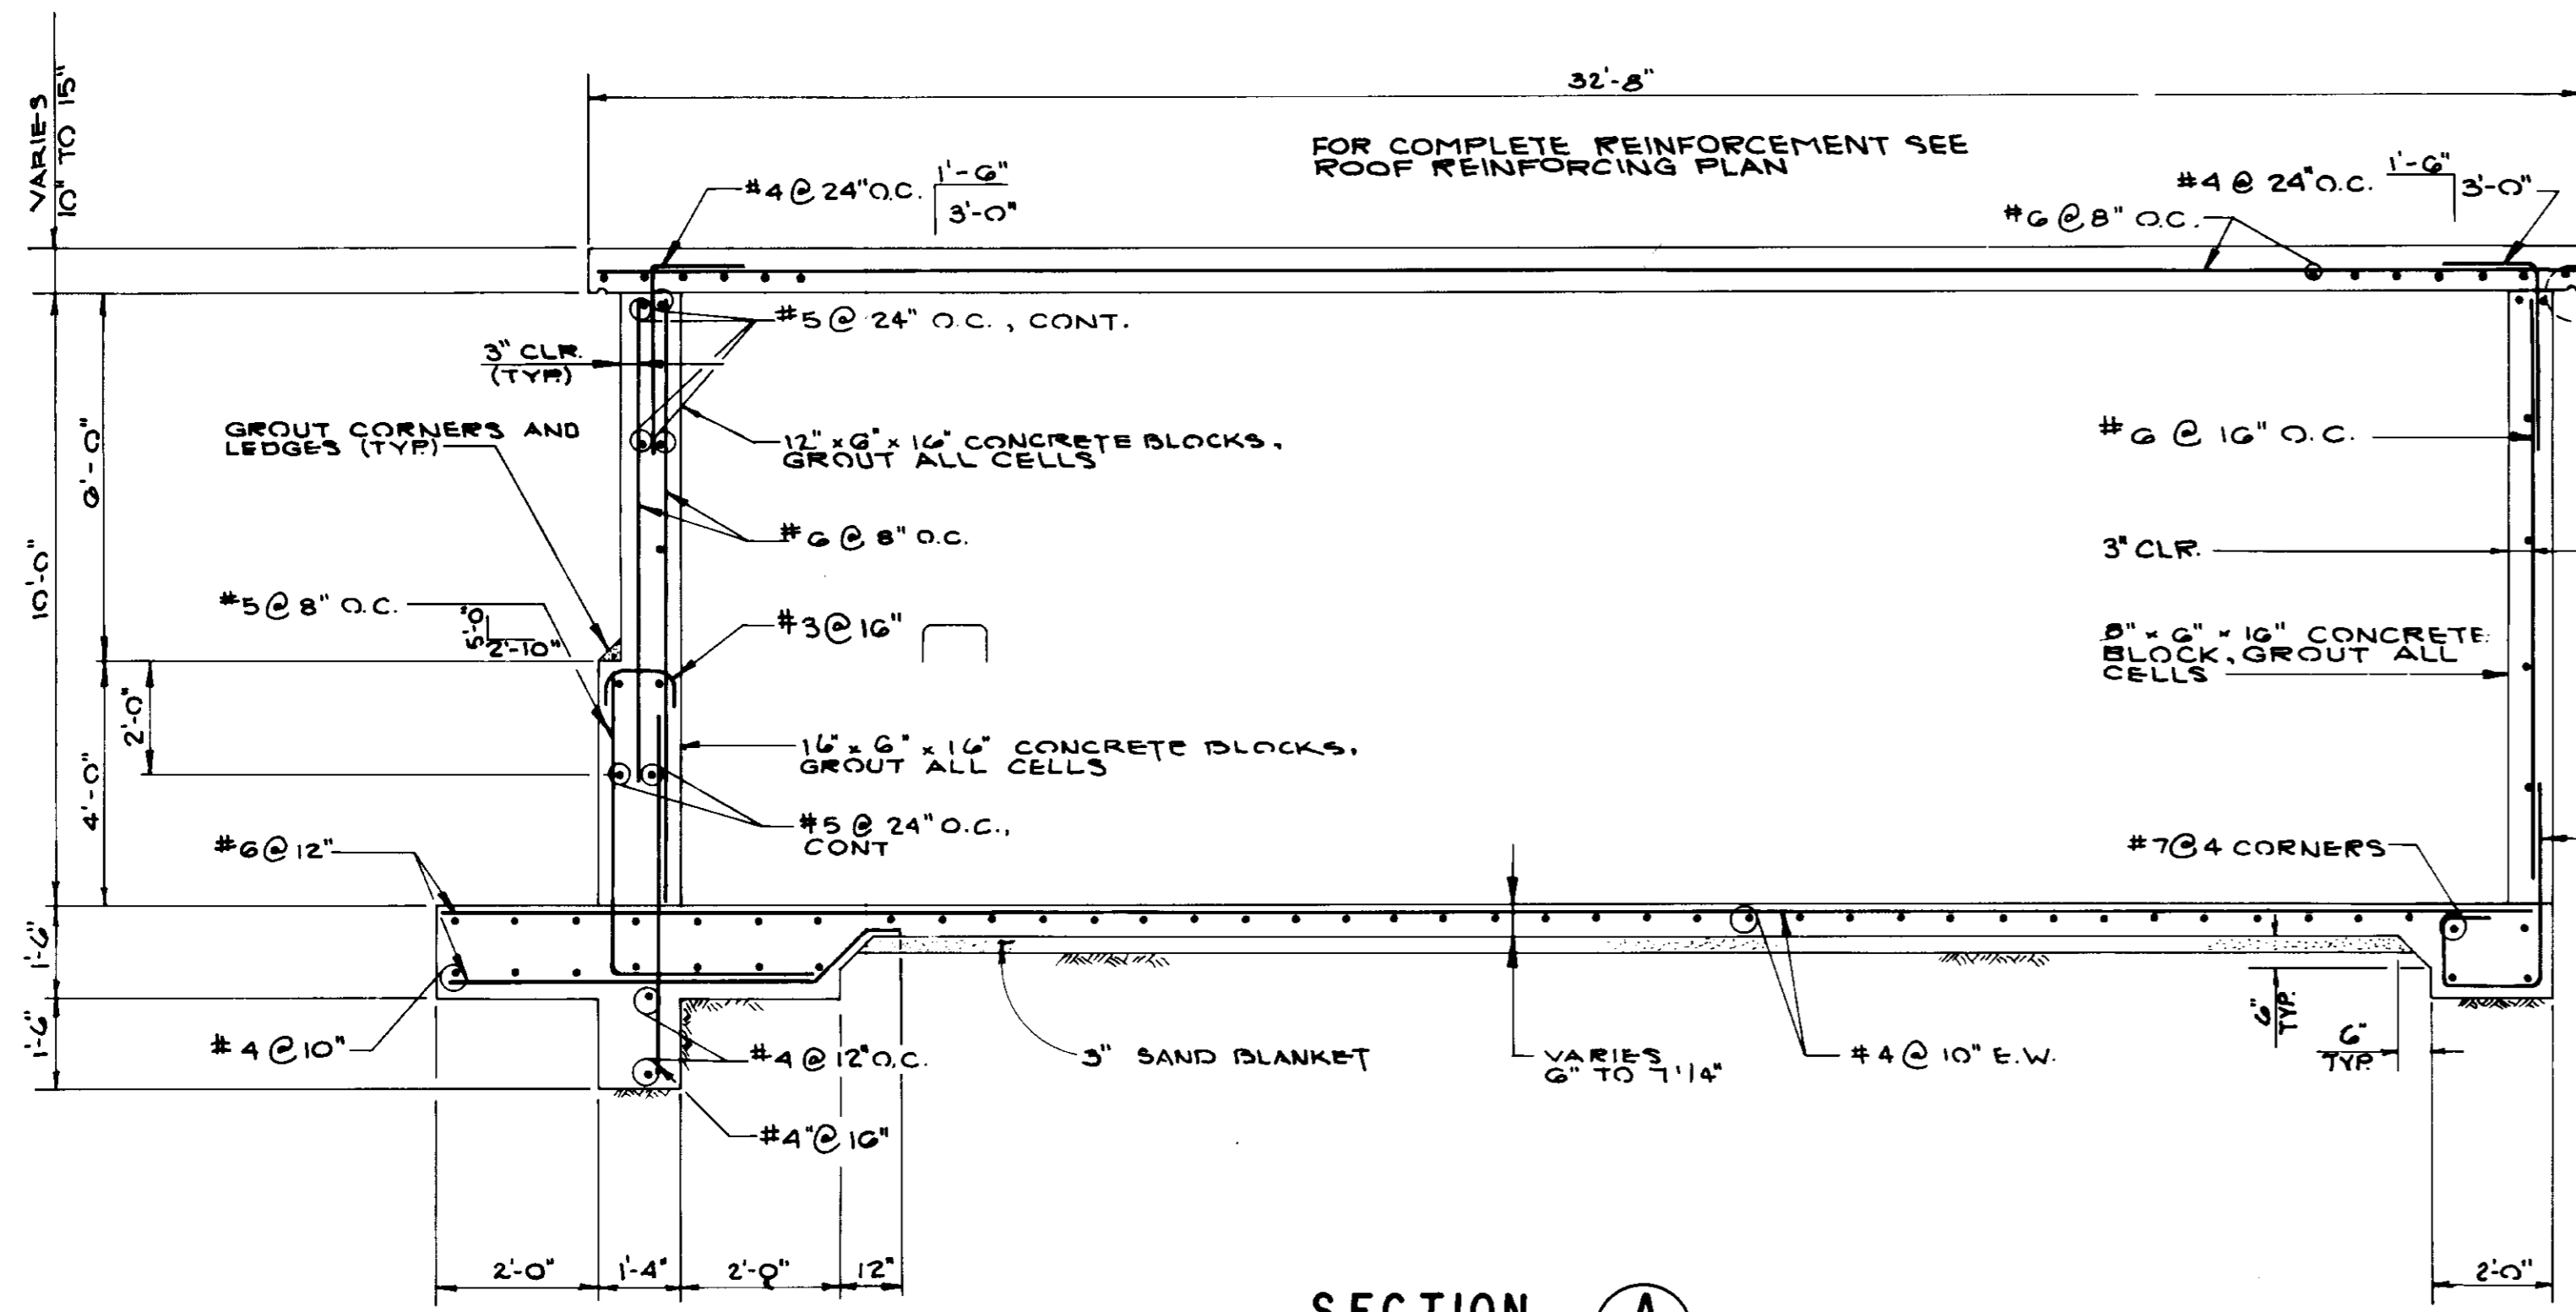 32'-8"
VARIES
10" TO 15"
FOR COMPLETE REINFORCEMENT SEE
ROOF REINFORCING PLAN
#4 @ 24" O.C.
1'-6"
3'-0"
#4 @ 24" O.C.
1'-6"
3'-0"
#6 @ 8" O.C.
#5 @ 24" O.C., CONT.
3" CLR.
(TYP.)
GROUT CORNERS AND
LEDGES (TYP.)
12" x 6" x 16" CONCRETE BLOCKS,
GROUT ALL CELLS
#6 @ 16" O.C.
6'-0"
10'-0"
#6 @ 8" O.C.
3" CLR.
#5 @ 8" O.C.
5'-0"
2'-10"
#3 @ 16"
8" x 6" x 16" CONCRETE
BLOCK, GROUT ALL
CELLS
2'-0"
4'-0"
16" x 6" x 16" CONCRETE BLOCKS,
GROUT ALL CELLS
#5 @ 24" O.C.,
CONT
#6 @ 12"
#7 @ 4 CORNERS
1'-6"
1'-6"
#4 @ 10"
#4 @ 12" O.C.
3" SAND BLANKET
VARIES
6" TO 7 1/4"
#4 @ 10" E.W.
6"
TYP.
6"
TYP.
#4" @ 16"
2'-0"
1'-4"
2'-0"
12"
2'-0"
SECTION A